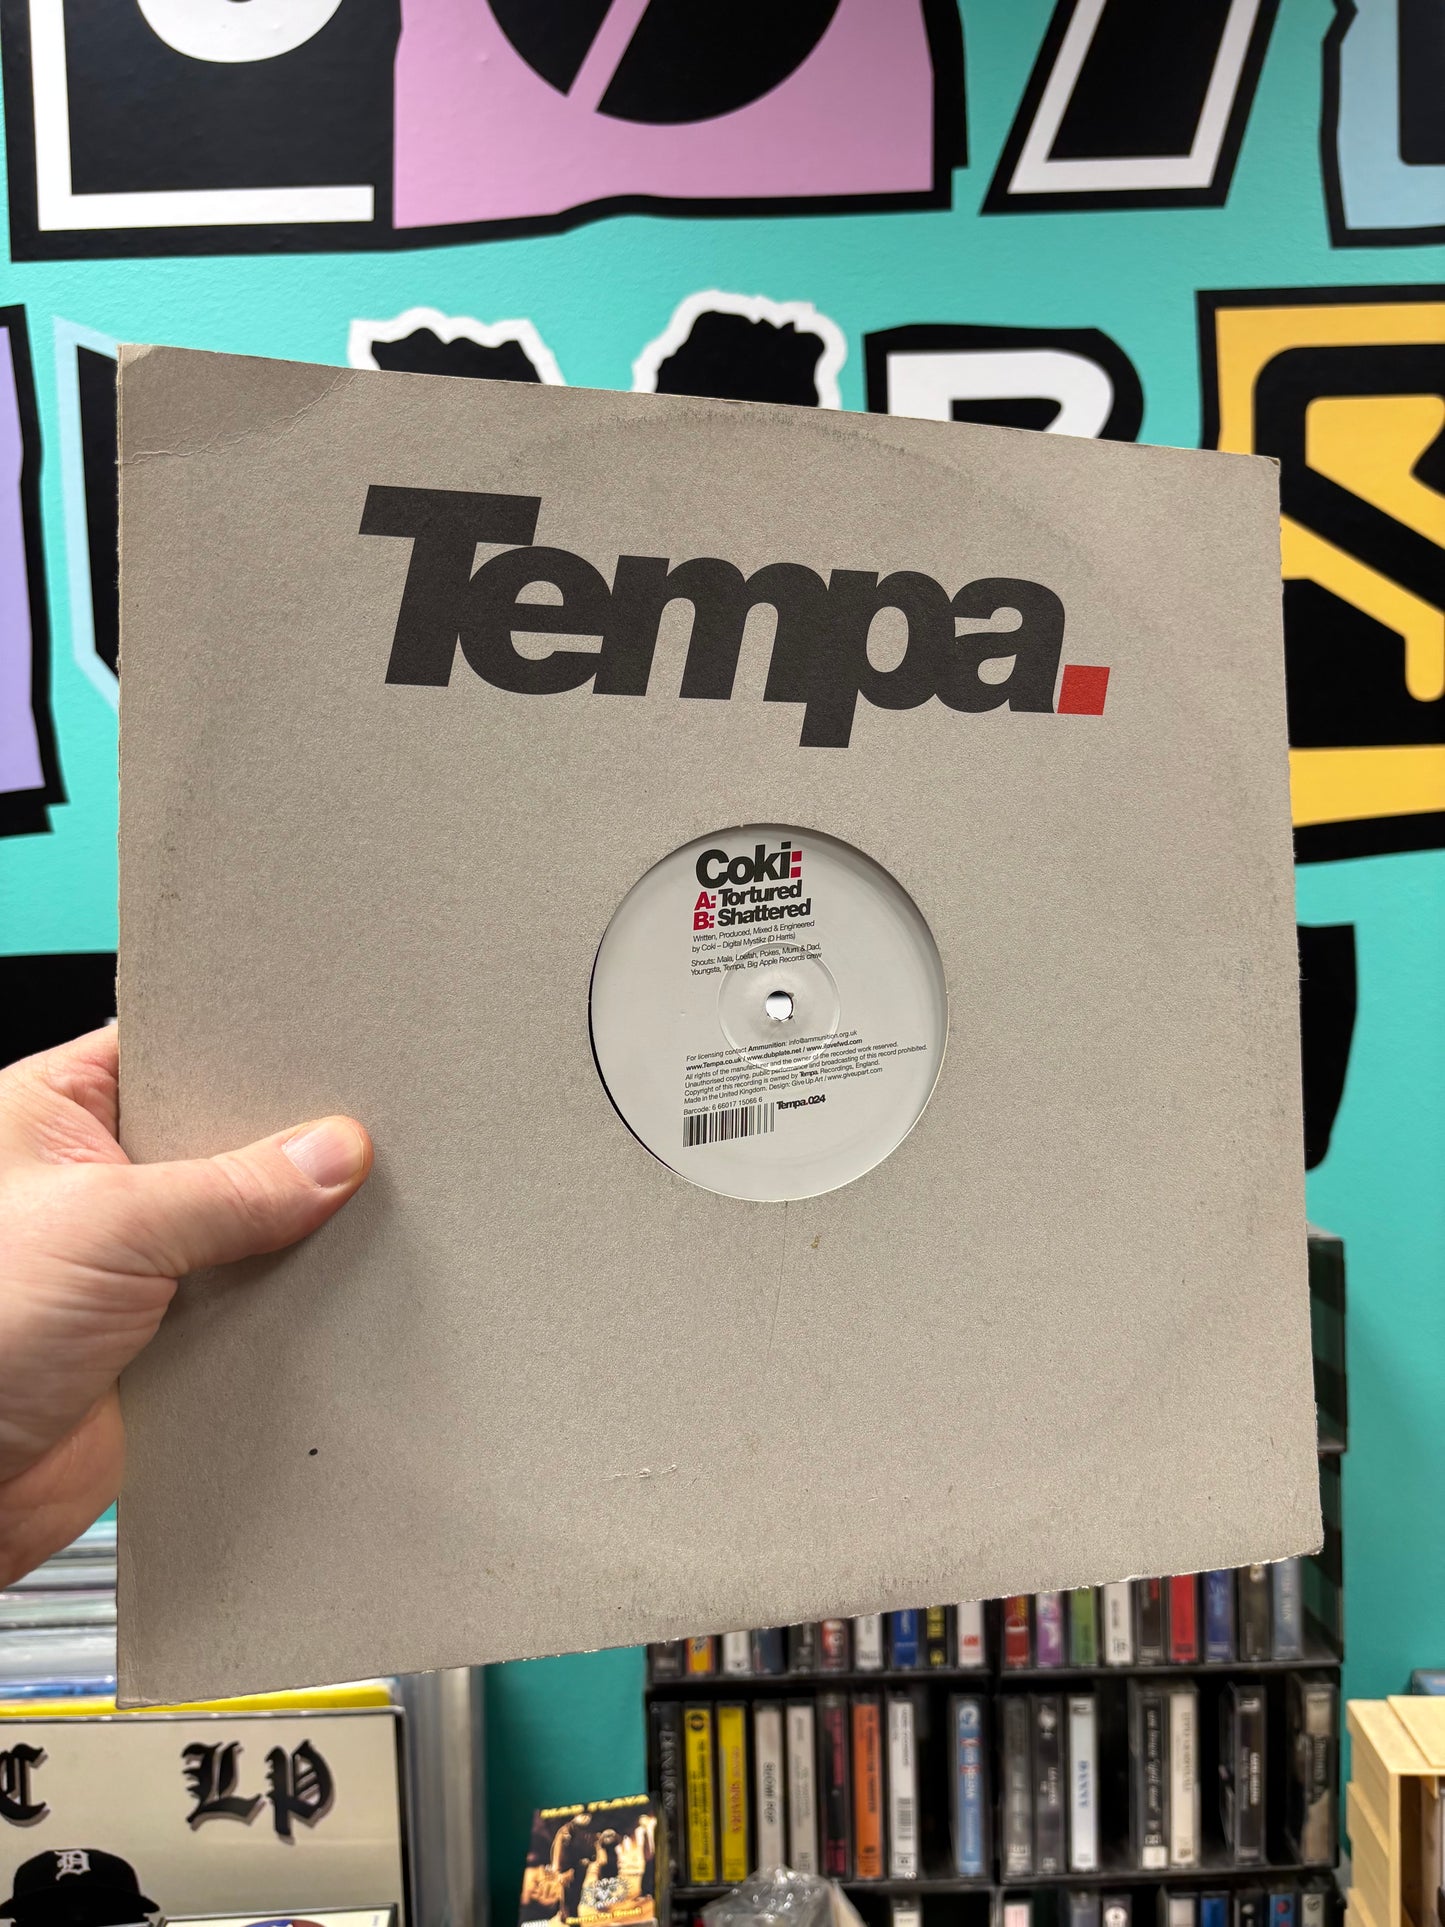 Tempa.
Coki:
A: Tortured
B: Shattered
Written, Produced, Mixed & Engineered
by Coki – Digital Mystikz (D Harris)
Shouts: Mala, Loefah, Pokes, Mum & Dad,
Youngsta, Tempa, Big Apple Records crew
For licensing contact Ammunition: info@ammunition.org.uk
www.Tempa.co.uk / www.dubplate.net / www.ilovefwd.com
All rights of the manufacturer and the owner of the recorded work reserved.
Unauthorised copying, public performance and broadcasting of this record prohibited.
Copyright of this recording is owned by Tempa. Recordings, England.
Made in the United Kingdom. Design: Give Up Art / www.giveupart.com
Barcode: 6 66017 15066 6
Tempa.024
C LP
D